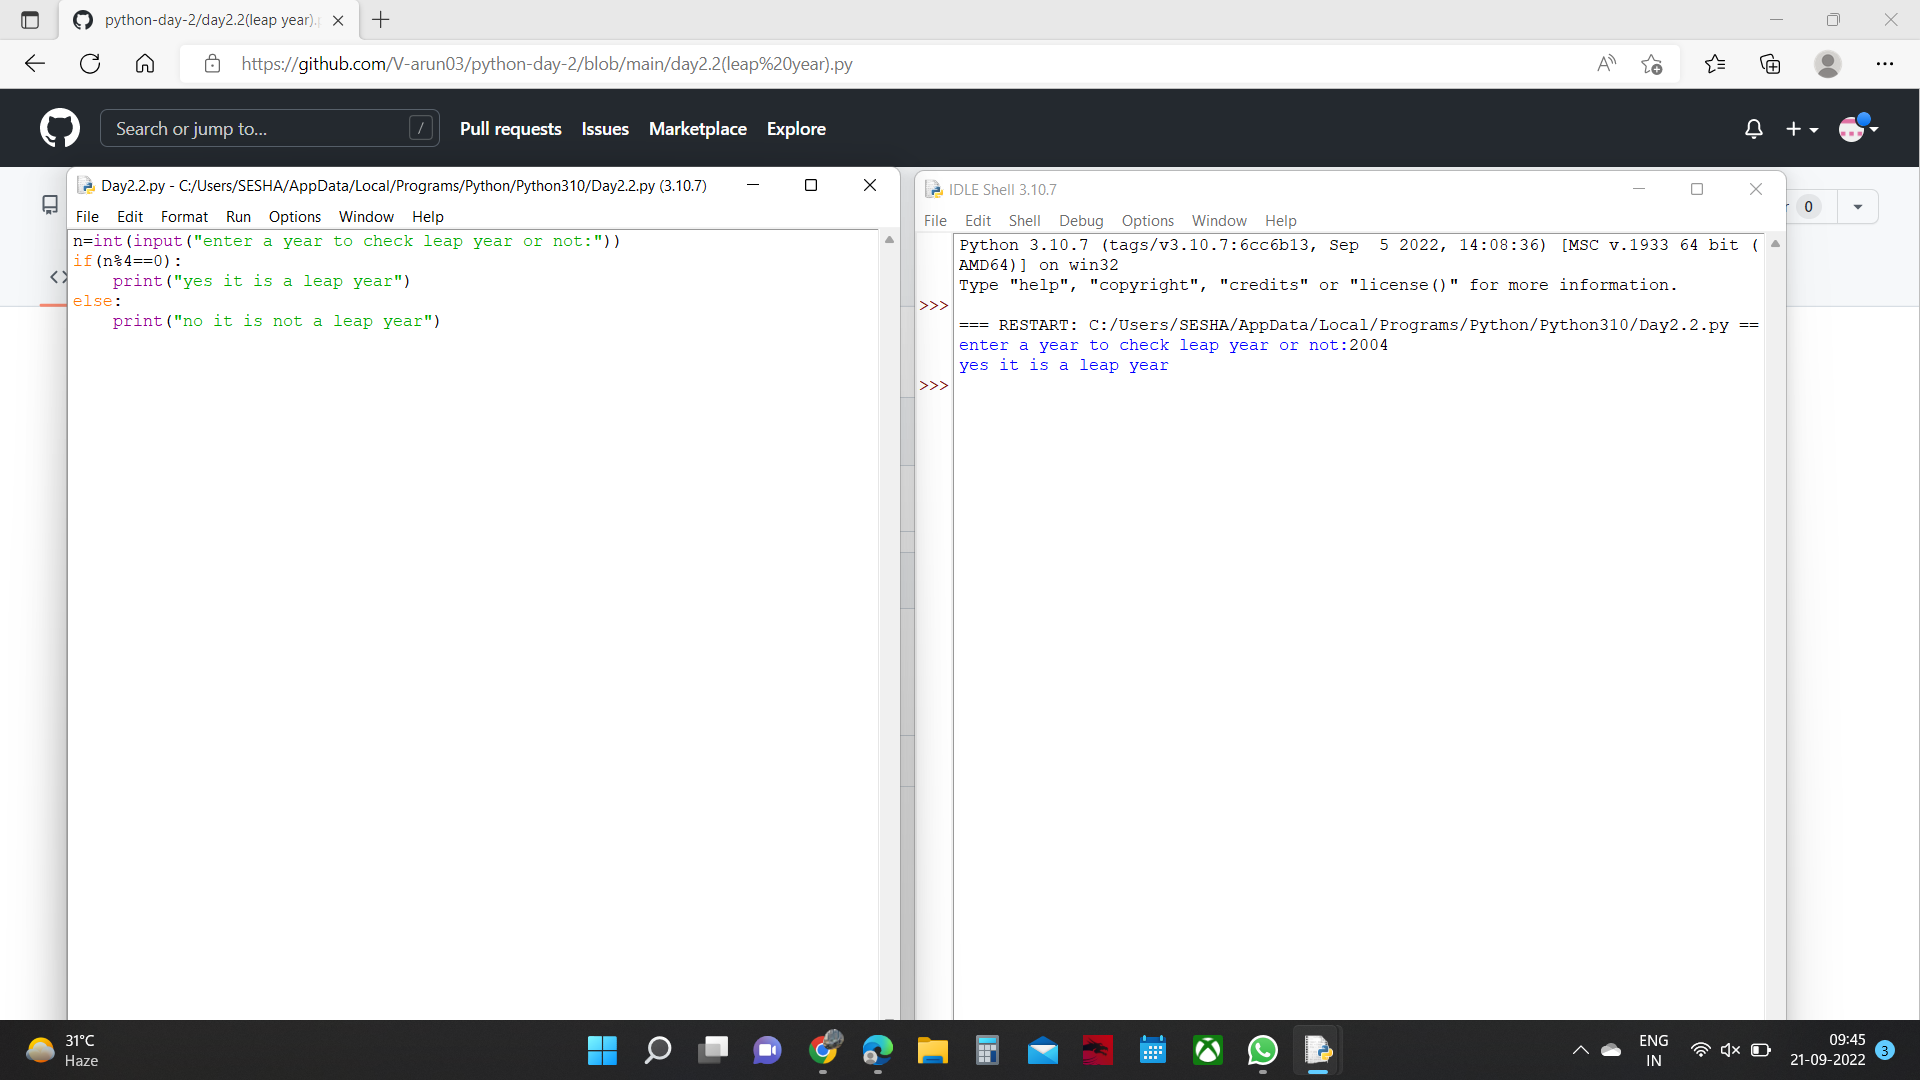 python-day-2/day2.2(leap year).p
https://github.com/V-arun03/python-day-2/blob/main/day2.2(leap%20year).py
Search or jump to... /
Pull requests Issues Marketplace Explore
Day2.2.py - C:/Users/SESHA/AppData/Local/Programs/Python/Python310/Day2.2.py (3.10.7)
File Edit Format Run Options Window Help
n=int(input("enter a year to check leap year or not:"))
if(n%4==0):
    print("yes it is a leap year")
else:
    print("no it is not a leap year")
IDLE Shell 3.10.7
File Edit Shell Debug Options Window Help
Python 3.10.7 (tags/v3.10.7:6cc6b13, Sep  5 2022, 14:08:36) [MSC v.1933 64 bit (
AMD64)] on win32
Type "help", "copyright", "credits" or "license()" for more information.
>>>
=== RESTART: C:/Users/SESHA/AppData/Local/Programs/Python/Python310/Day2.2.py ==
enter a year to check leap year or not:2004
yes it is a leap year
>>>
0
31°C
Haze
ENG
IN
09:45
21-09-2022
3